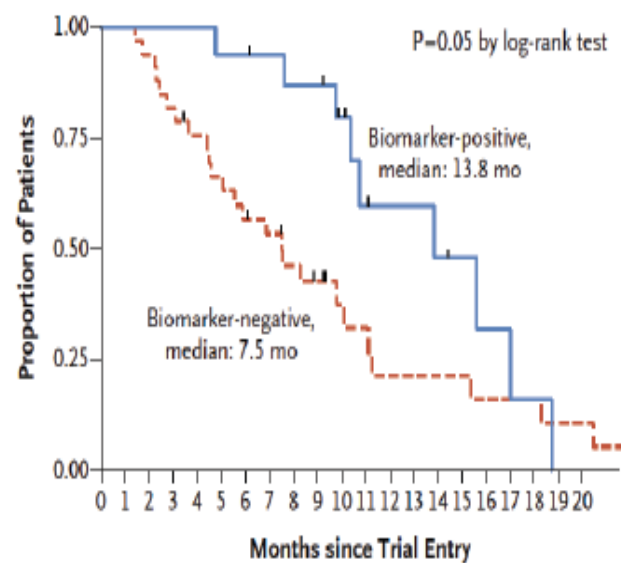 1.00
P=0.05 by log-rank test
0.75
Biomarker-positive,
median: 13.8 mo
Proportion of Patients
0.50
Biomarker-negative,
median: 7.5 mo
0.25
0.00
0 1 2 3 4 5 6 7 8 9 10 11 12 13 14 15 16 17 18 19 20
Months since Trial Entry